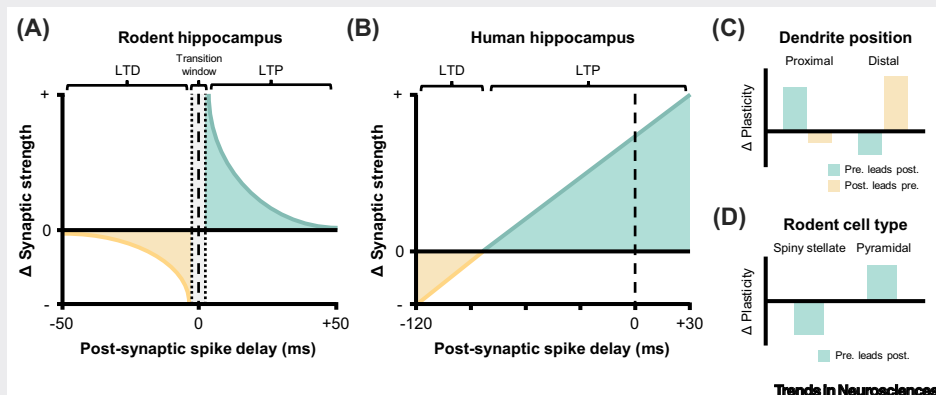 (A)
Rodent hippocampus
LTD
Transition
window
LTP
+
0
-
Δ Synaptic strength
-50
0
+50
Post-synaptic spike delay (ms)
(B)
Human hippocampus
LTD
LTP
+
0
-
Δ Synaptic strength
-120
0
+30
Post-synaptic spike delay (ms)
(C)
Dendrite position
Proximal
Distal
Δ Plasticity
Pre. leads post.
Post. leads pre.
(D)
Rodent cell type
Spiny stellate
Pyramidal
Δ Plasticity
Pre. leads post.
Trends in Neurosciences